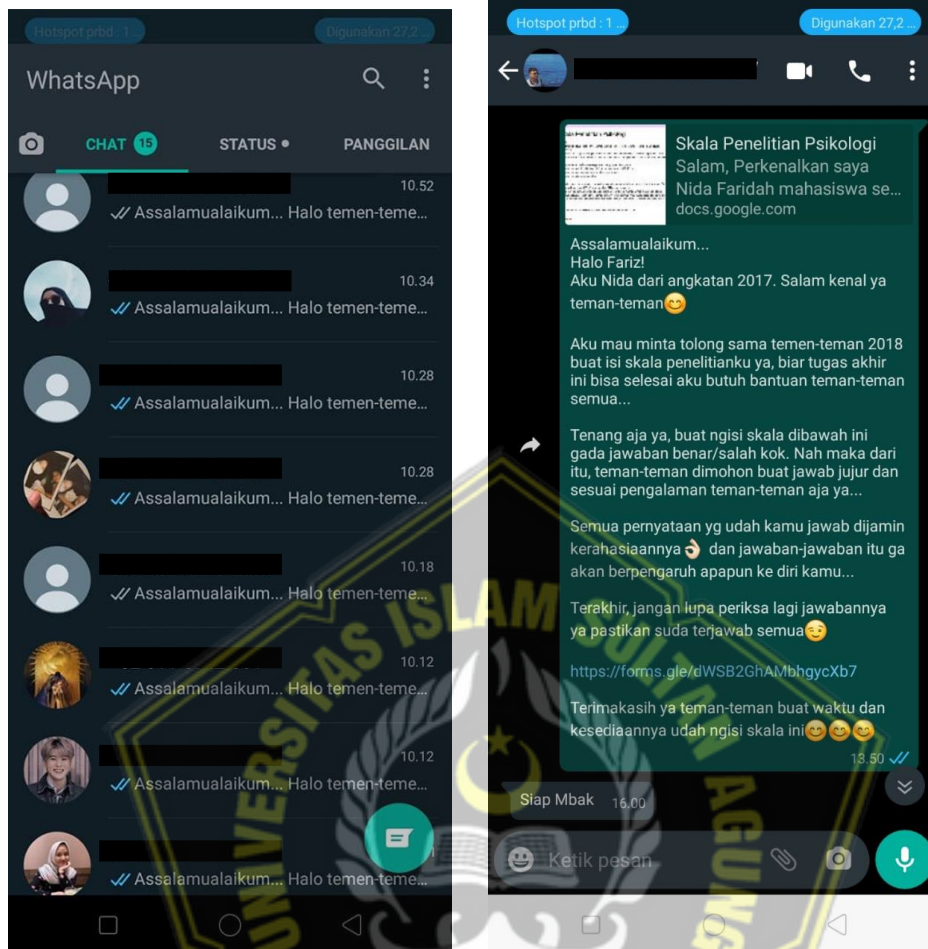 Hotspot prbd : 1 ...
Digunakan 27,2 ...
WhatsApp
CHAT 15
STATUS
PANGGILAN
10.52
Assalamualaikum... Halo temen-teme...
10.34
Assalamualaikum... Halo temen-teme...
10.28
Assalamualaikum... Halo temen-teme...
10.28
Assalamualaikum... Halo temen-teme...
10.18
Assalamualaikum... Halo temen-teme...
10.12
Assalamualaikum... Halo temen-teme...
10.12
Assalamualaikum... Halo temen-teme...
Assalamualaikum... Halo temen-teme...
Hotspot prbd : 1 ...
Digunakan 27,2 ...
Skala Penelitian Psikologi
Salam, Perkenalkan saya
Nida Faridah mahasiswa se...
docs.google.com
Assalamualaikum...
Halo Fariz!
Aku Nida dari angkatan 2017. Salam kenal ya
teman-teman😊
Aku mau minta tolong sama temen-teman 2018
buat isi skala penelitianku ya, biar tugas akhir
ini bisa selesai aku butuh bantuan teman-teman
semua...
Tenang aja ya, buat ngisi skala dibawah ini
gada jawaban benar/salah kok. Nah maka dari
itu, teman-teman dimohon buat jawab jujur dan
sesuai pengalaman teman-teman aja ya...
Semua pernyataan yg udah kamu jawab dijamin
kerahasiaannya👌🏻 dan jawaban-jawaban itu ga
akan berpengaruh apapun ke diri kamu...
Terakhir, jangan lupa periksa lagi jawabannya
ya pastikan suda terjawab semua😉
https://forms.gle/dWSB2GhAMbhgycXb7
Terimakasih ya teman-teman buat waktu dan
kesediaannya udah ngisi skala ini😊😊😊
13.50
Siap Mbak 16.00
Ketik pesan
UNIVERSITAS ISLAM SULTAN AGUNG